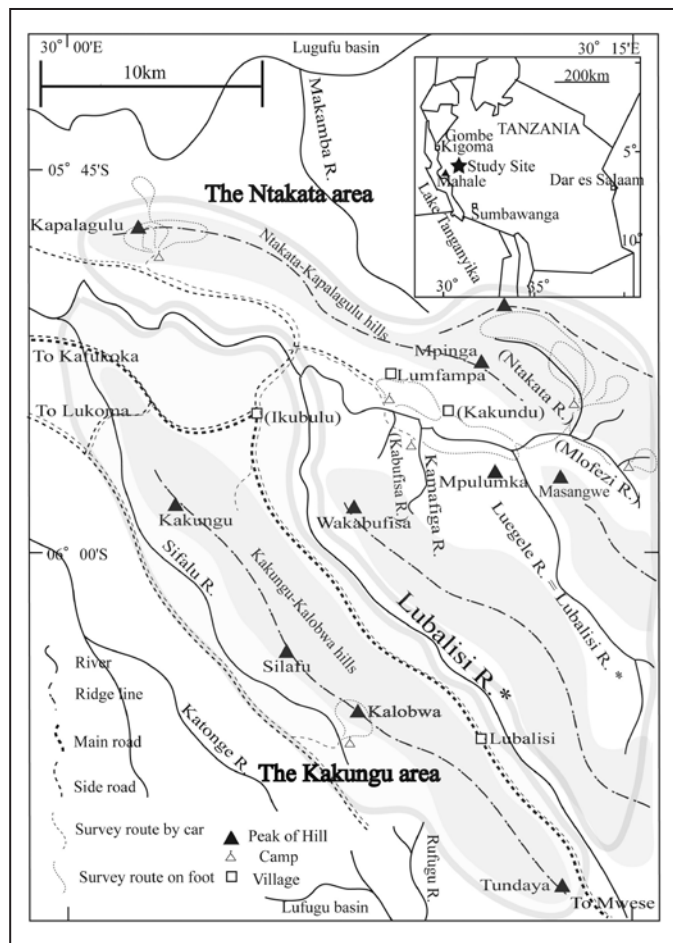 30° 00'E
Lugufu basin
30° 15'E
10km
200km
Makamba R.
TANZANIA
Gombe
Kigoma
Study Site
Mahale
Dar es Salaam
Lake Tanganyika
Sumbawanga
5°
10°
30°
35°
05° 45'S
The Ntakata area
Kapalagulu
Ntakata-Kapalagulu hills
Mpinga
(Ntakata R.)
To Kafukoka
Lumfampa
To Lukoma
(Ikubulu)
(Kakundu)
(Mlofezi R.)
(Kabufisa R.)
Kamafiga R.
Mpulumka
Masangwe
Kakungu
Wakabufisa
Luegele R. = Lubalisi R. *
06° 00'S
Sifalu R.
Kakungu-Kalobwa hills
Lubalisi R. *
River
Silafu
Ridge line
Kalobwa
Main road
Katonge R.
Lubalisi
The Kakungu area
Side road
Survey route by car
Peak of Hill
Camp
Survey route on foot
Village
Rufugu R.
Tundaya
To Mwese
Lufugu basin